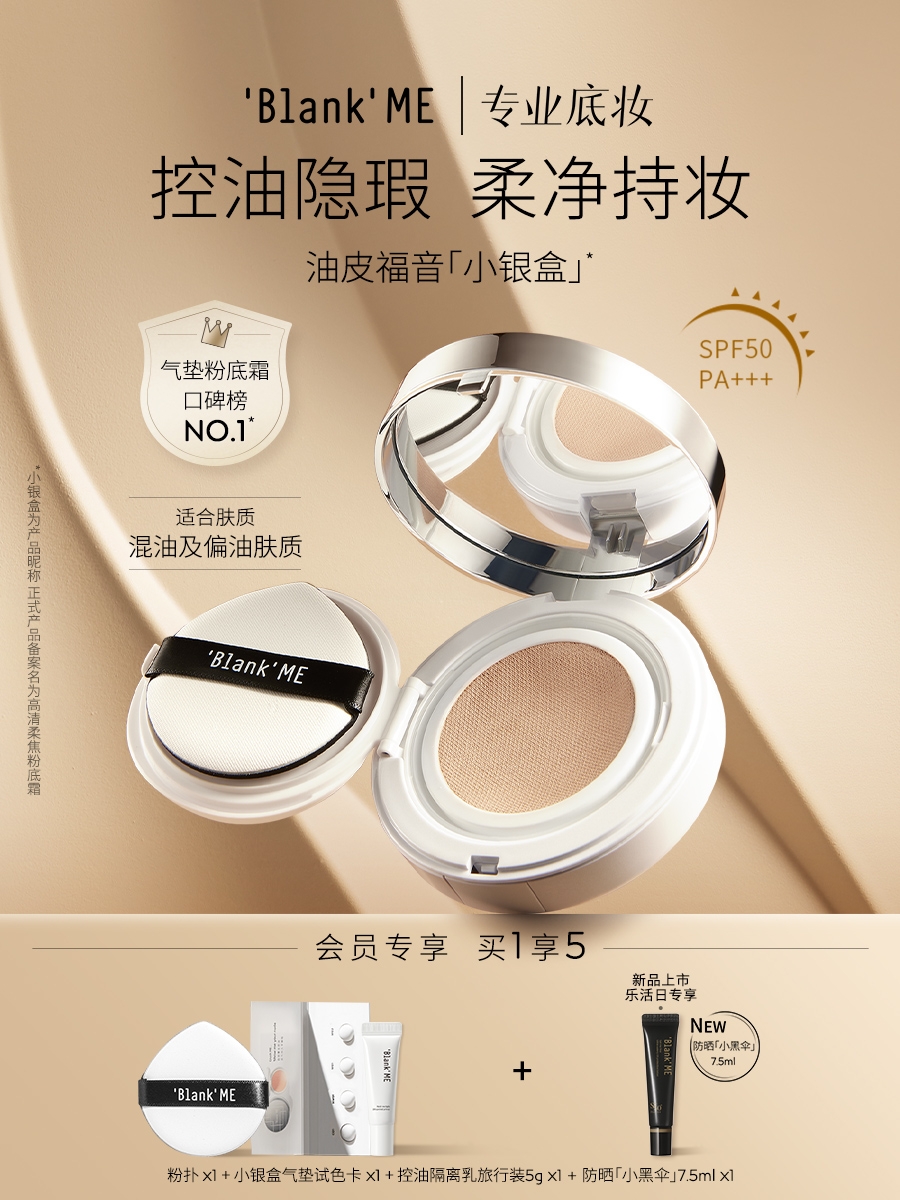 'Blank'ME | 专业底妆
控油隐瑕 柔净持妆
油皮福音「小银盒」*
SPF50
PA+++
气垫粉底霜
口碑榜
NO.1*
适合肤质
混油及偏油肤质
*小银盒为产品昵称 正式产品备案名为高清柔焦粉底霜
'Blank'ME
会员专享 买1享5
新品上市
乐活日专享
NEW
防晒「小黑伞」
7.5ml
'Blank'ME
'Blank'ME
'Blank'ME
+
粉扑 x1 + 小银盒气垫试色卡 x1 + 控油隔离乳旅行装5g x1 + 防晒「小黑伞」7.5ml x1